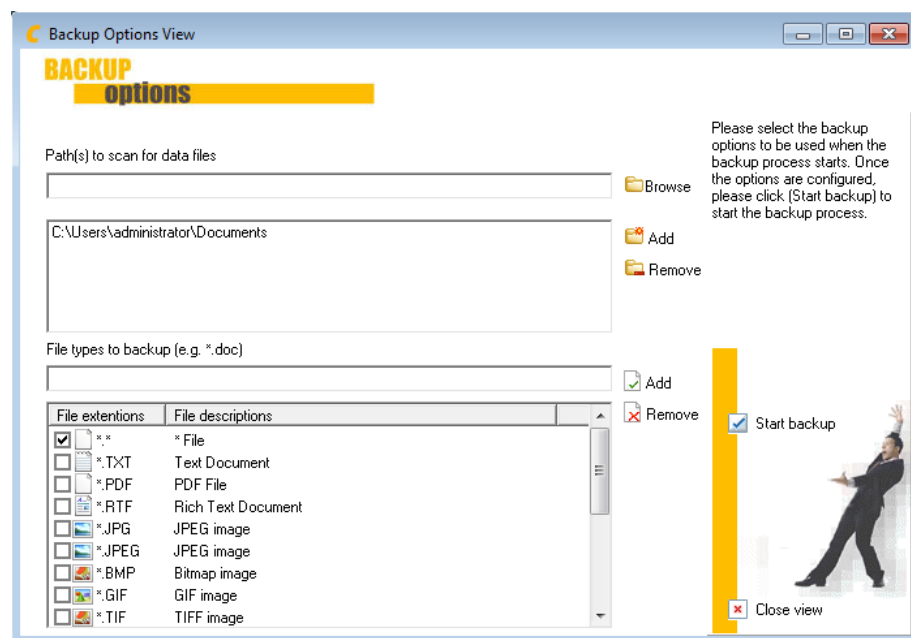 Backup Options View
BACKUP
options
Please select the backup
options to be used when the
backup process starts. Once
the options are configured,
please click (Start backup) to
start the backup process.
Path(s) to scan for data files
Browse
C:\Users\administrator\Documents
Add
Remove
File types to backup (e.g. *.doc)
Add
Remove
File extentions File descriptions
*.* * File
*.TXT Text Document
*.PDF PDF File
*.RTF Rich Text Document
*.JPG JPEG image
*.JPEG JPEG image
*.BMP Bitmap image
*.GIF GIF image
*.TIF TIFF image
Start backup
Close view